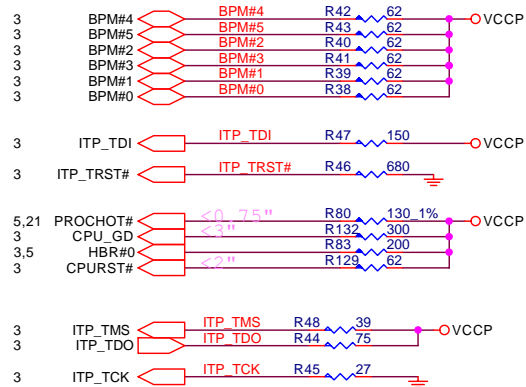 3 BPM#4 BPM#4 R42 62 VCCP
3 BPM#5 BPM#5 R43 62
3 BPM#2 BPM#2 R40 62
3 BPM#3 BPM#3 R41 62
3 BPM#1 BPM#1 R39 62
3 BPM#0 BPM#0 R38 62
3 ITP_TDI ITP_TDI R47 150 VCCP
3 ITP_TRST# ITP_TRST# R46 680
5,21 PROCHOT# <0.75" R80 130_1% VCCP
3 CPU_GD <3" R132 300
3,5 HBR#0 R83 200
3 CPURST# <2" R129 62
3 ITP_TMS ITP_TMS R48 39 VCCP
3 ITP_TDO ITP_TDO R44 75
3 ITP_TCK ITP_TCK R45 27